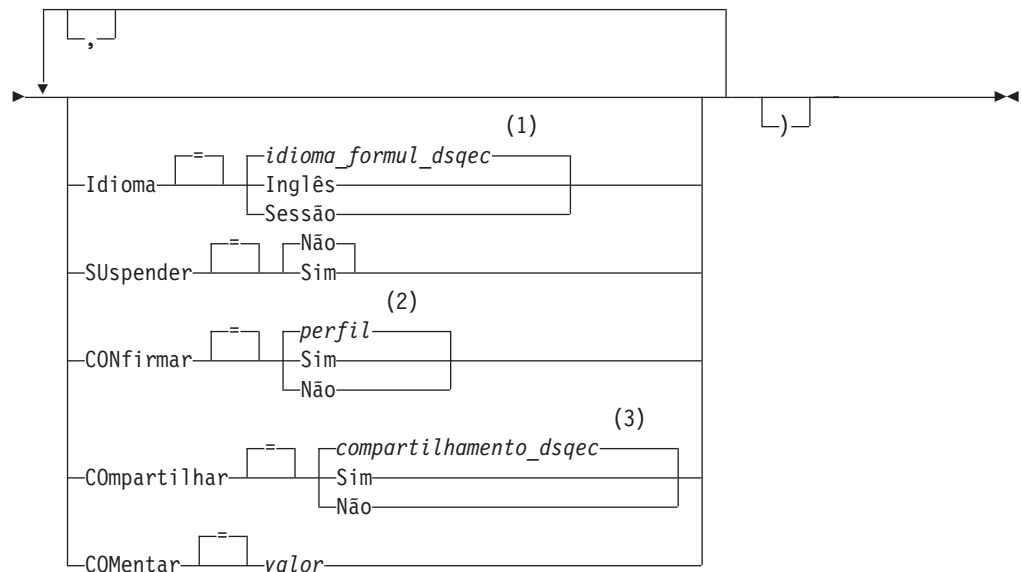 ,
)
(1)
= idioma_formul_dsqec
Idioma Inglês
Sessão
= Não
SUspender Sim
(2)
= perfil
CONfirmar Sim
Não
(3)
= compartilhamento_dsqec
COmpartilhar Sim
Não
=
COMentar valor